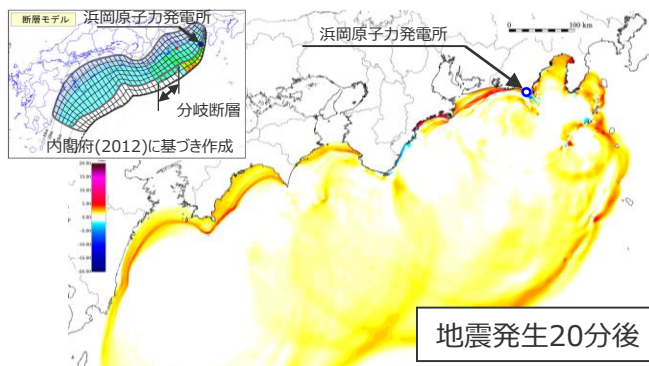 断層モデル
浜岡原子力発電所
分岐断層
内閣府(2012)に基づき作成
浜岡原子力発電所
0 100 km
地震発生20分後